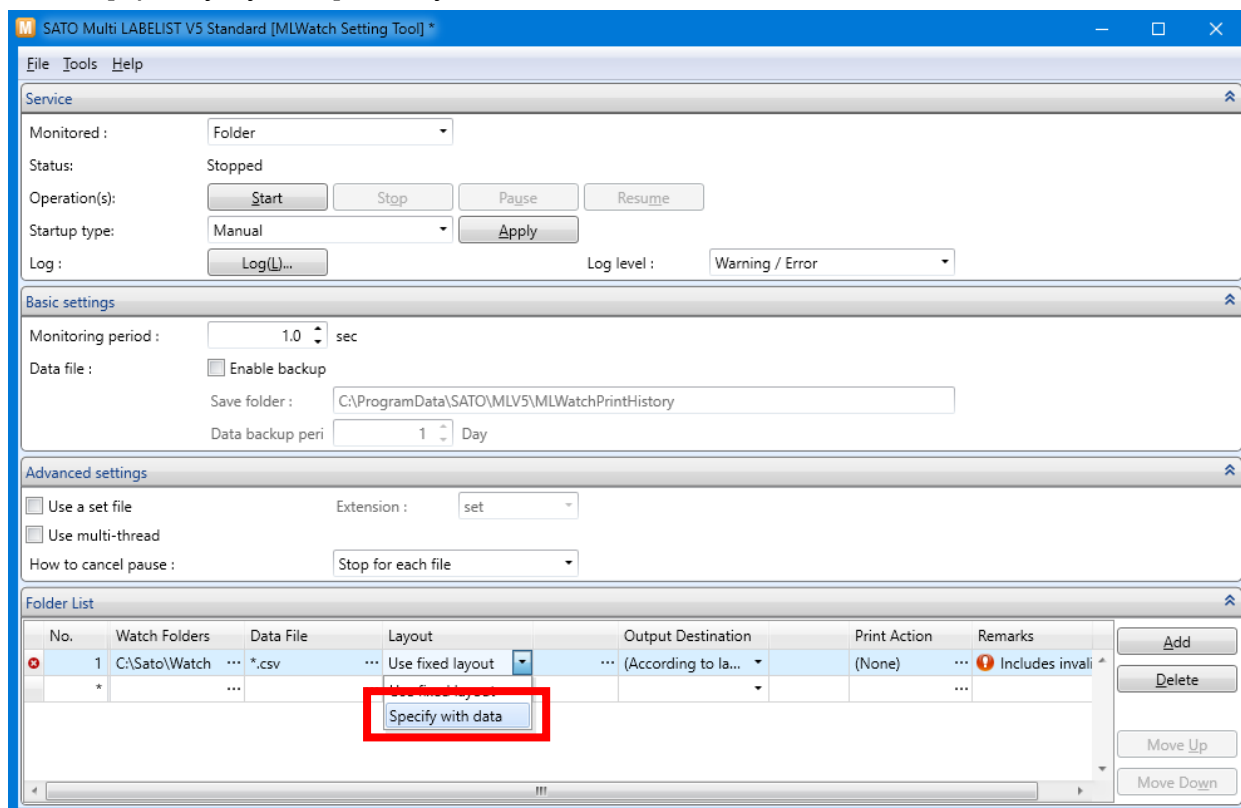 SATO Multi LABELIST V5 Standard [MLWatch Setting Tool] *
File Tools Help
Service
Monitored : Folder
Status: Stopped
Operation(s): Start Stop Pause Resume
Startup type: Manual Apply
Log : Log(L)... Log level : Warning / Error
Basic settings
Monitoring period : 1.0 sec
Data file : Enable backup
Save folder : C:\ProgramData\SATO\MLV5\MLWatchPrintHistory
Data backup peri 1 Day
Advanced settings
Use a set file Extension : set
Use multi-thread
How to cancel pause : Stop for each file
Folder List
No. Watch Folders Data File Layout Output Destination Print Action Remarks Add
1 C:\Sato\Watch ... *.csv ... Use fixed layout ... (According to la... (None) ... Includes invali
* ... Use fixed layout ... Delete
Specify with data
Move Up
Move Down